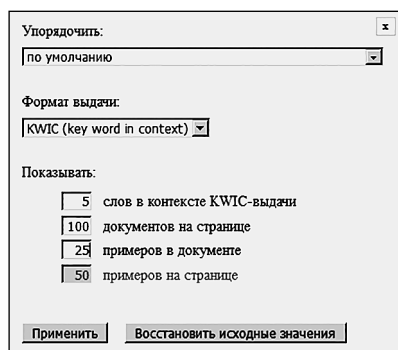 x
Упорядочить:
по умолчанию
Формат выдачи:
KWIC (key word in context)
Показывать:
5 слов в контексте KWIC-выдачи
100 документов на странице
25 примеров в документе
50 примеров на странице
Применить Восстановить исходные значения